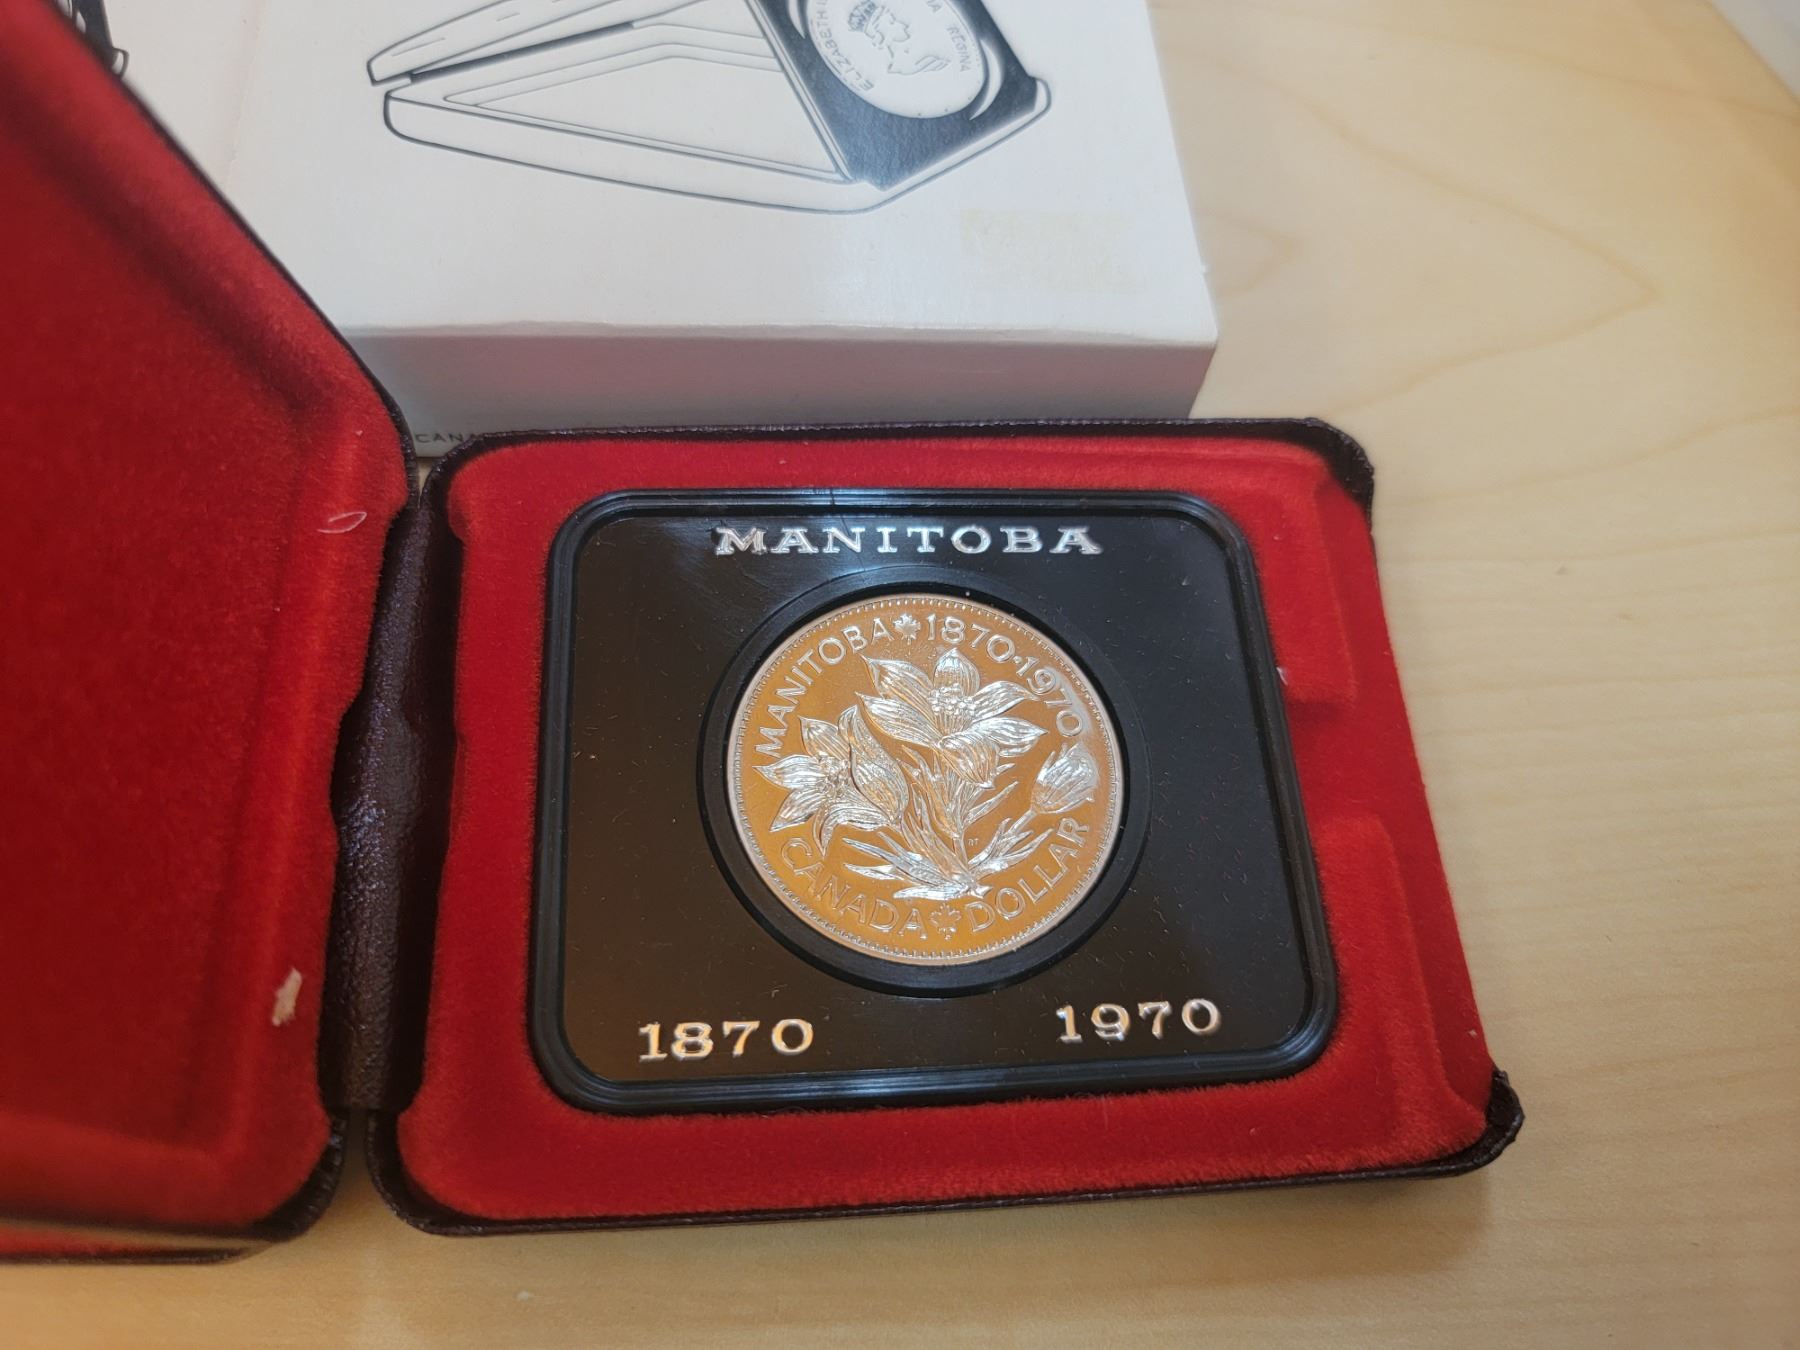 ELIZABETH II
REGINA
MANITOBA
MANITOBA 1870·1970
CANADA DOLLAR
1870
1970